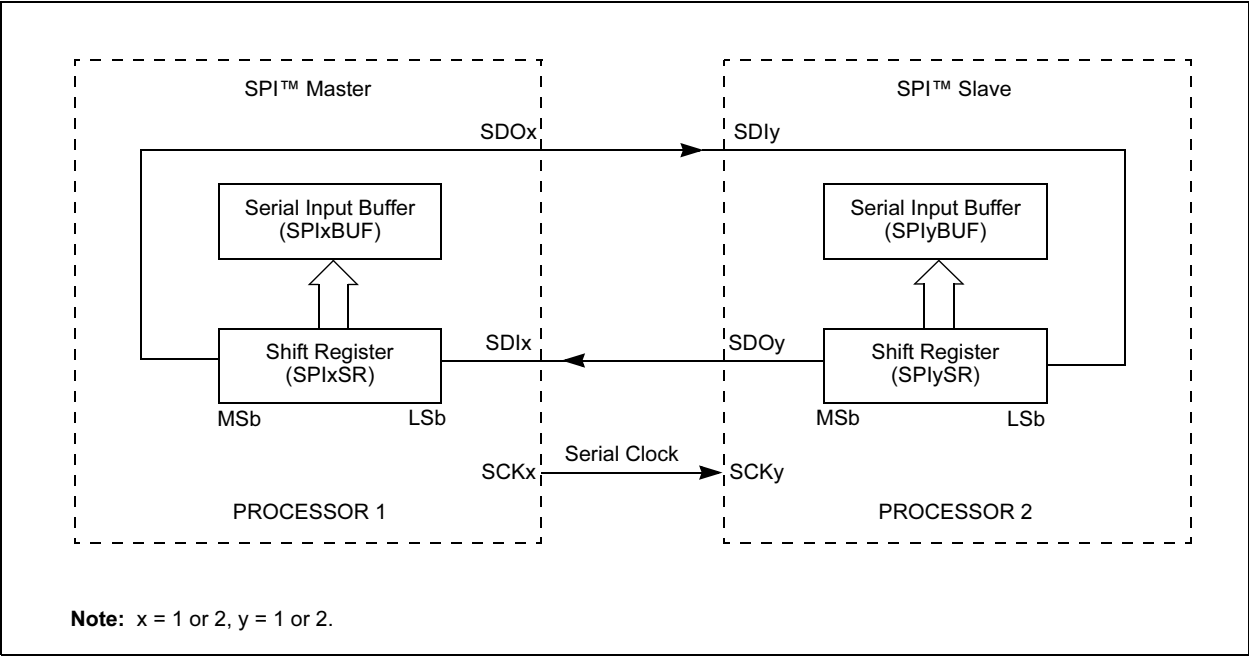 SPI™ Master
SPI™ Slave
SDOx
SDIy
Serial Input Buffer
(SPIxBUF)
Serial Input Buffer
(SPIyBUF)
Shift Register
(SPIxSR)
SDIx
SDOy
Shift Register
(SPIySR)
MSb
LSb
MSb
LSb
Serial Clock
SCKx
SCKy
PROCESSOR 1
PROCESSOR 2
Note: x = 1 or 2, y = 1 or 2.